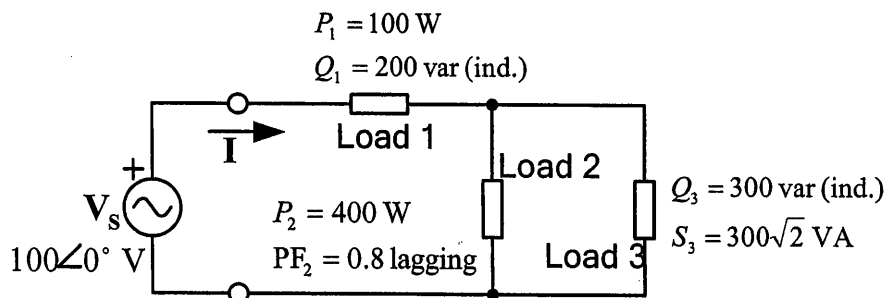 P₁ = 100 W
Q₁ = 200 var (ind.)
Load 1
I
Load 2
+
Vs
100∠0° V
P₂ = 400 W
PF₂ = 0.8 lagging
Q₃ = 300 var (ind.)
S₃ = 300√2 VA
Load 3